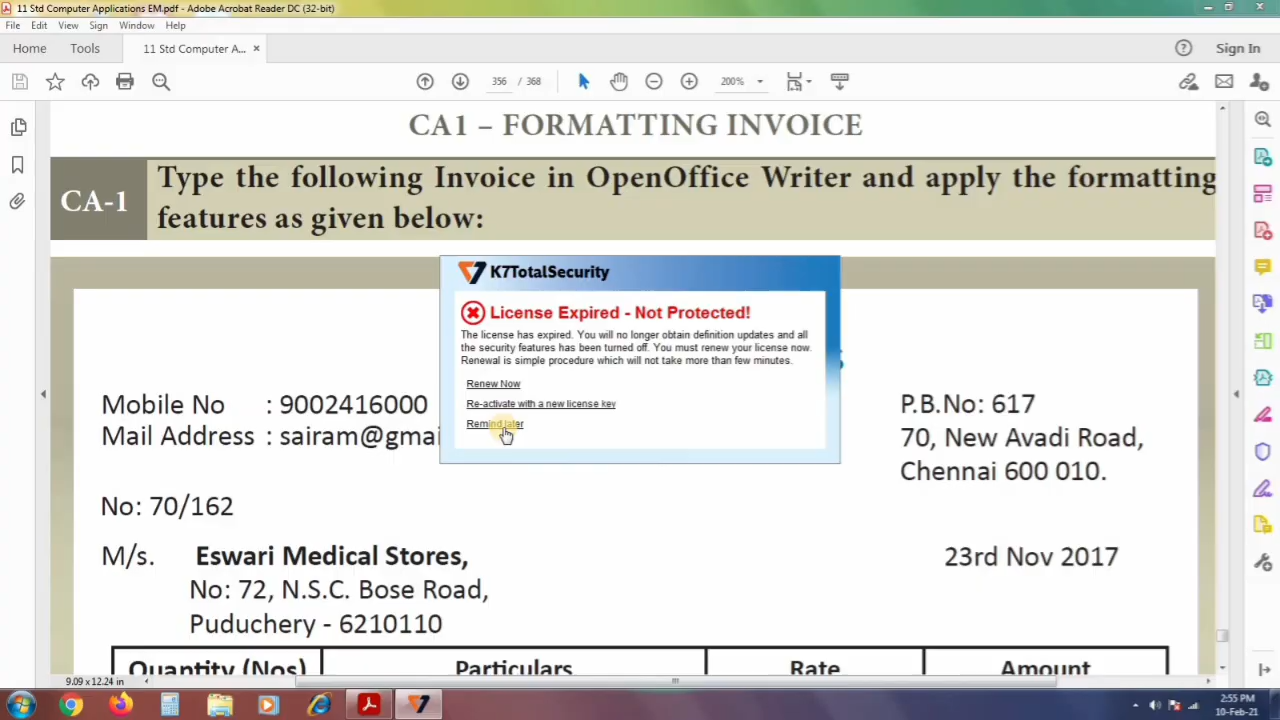 11 Std Computer Applications EM.pdf - Adobe Acrobat Reader DC (32-bit)
File Edit View Sign Window Help
Home Tools 11 Std Computer A... × Sign In
356 / 368 200%
CA1 – FORMATTING INVOICE
CA-1
Type the following Invoice in OpenOffice Writer and apply the formatting
features as given below:
K7TotalSecurity
License Expired - Not Protected!
The license has expired. You will no longer obtain definition updates and all
the security features has been turned off. You must renew your license now.
Renewal is simple procedure which will not take more than few minutes.
Renew Now
Re-activate with a new license key
Remind later
Mobile No : 9002416000
Mail Address : sairam@gmai
P.B.No: 617
70, New Avadi Road,
Chennai 600 010.
No: 70/162
M/s. Eswari Medical Stores, 23rd Nov 2017
No: 72, N.S.C. Bose Road,
Puducherry - 6210110
Quantity (Nos) Particulars Rate Amount
9.09 x 12.24 in
2:55 PM
10-Feb-21